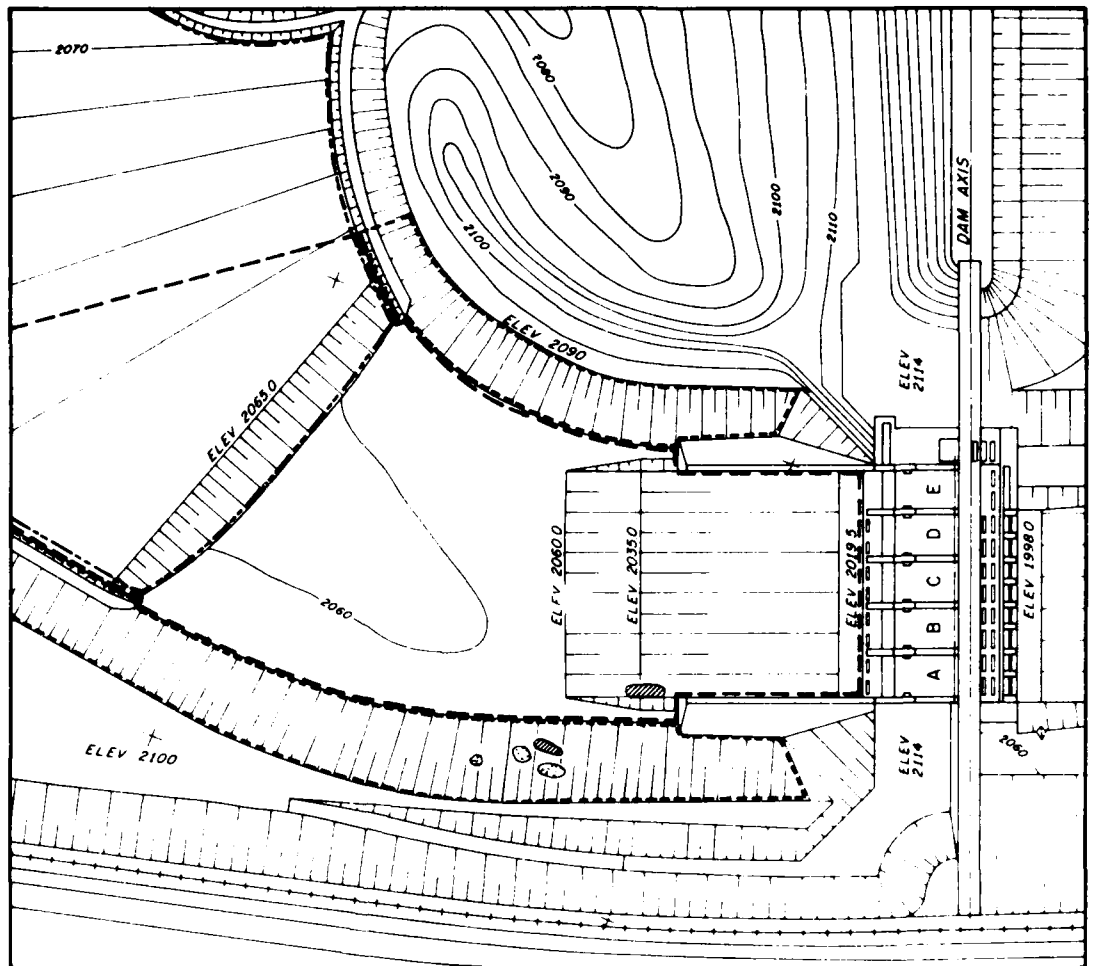 2070
2080
2090
2100
2100
2110
DAM AXIS
ELEV 2090
ELEV
2114
ELEV 2065.0
E
D
C
B
A
ELEV 2060.0
ELEV 2035.0
ELEV 2019.5
ELEV 1998.0
2060
ELEV 2100
ELEV
2114
2060